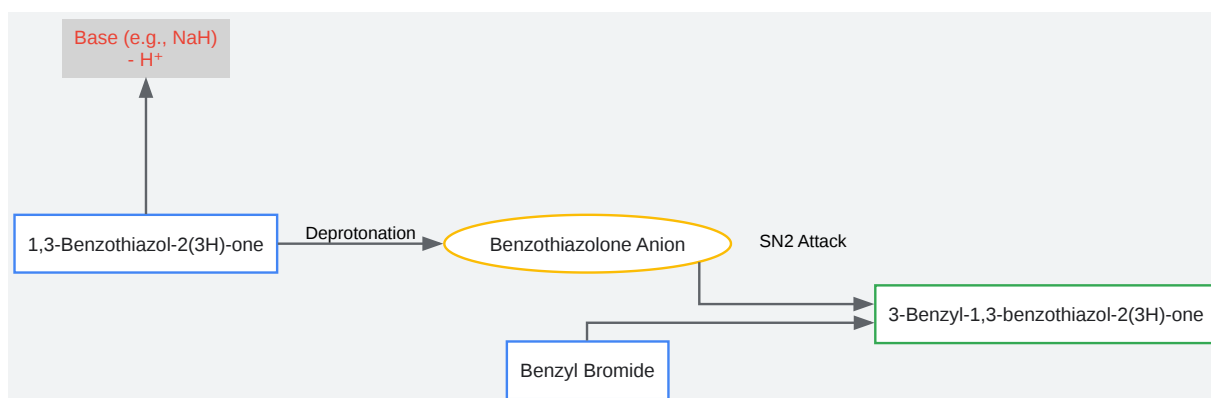 Base (e.g., NaH)
- H⁺
1,3-Benzothiazol-2(3H)-one
Deprotonation
Benzothiazolone Anion
SN2 Attack
3-Benzyl-1,3-benzothiazol-2(3H)-one
Benzyl Bromide